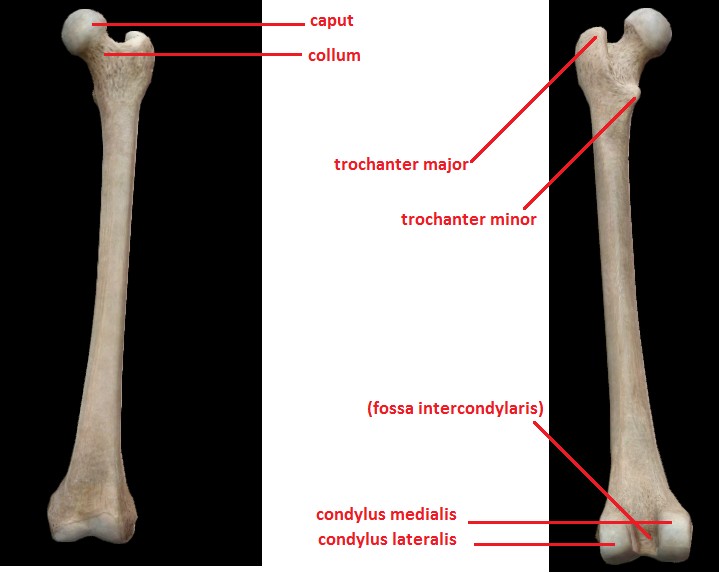 caput
collum
trochanter major
trochanter minor
(fossa intercondylaris)
condylus medialis
condylus lateralis